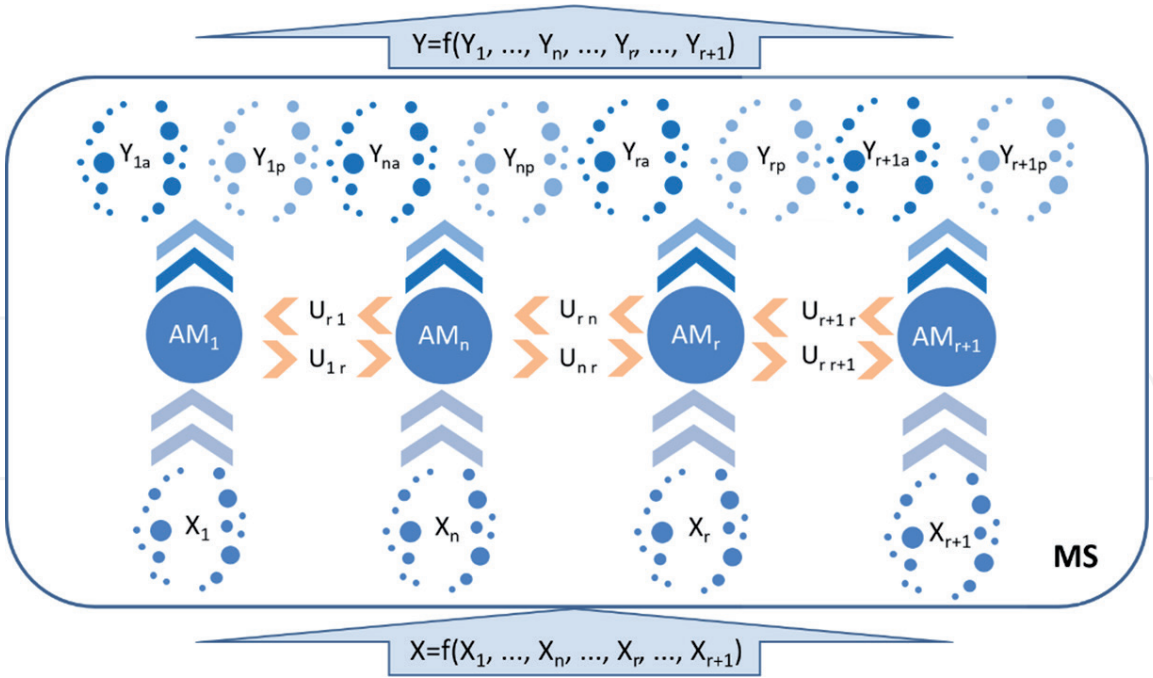 Y=f(Y₁, ..., Yₙ, ..., Yᵣ, ..., Yᵣ₊₁)
Y₁ₐ Y₁ₚ Yₙₐ Yₙₚ Yᵣₐ Yᵣₚ Yᵣ₊₁ₐ Yᵣ₊₁ₚ
Uᵣ ₁ Uᵣ ₙ Uᵣ₊₁ ᵣ
AM₁ AMₙ AMᵣ AMᵣ₊₁
U₁ ᵣ Uₙ ᵣ Uᵣ ᵣ₊₁
X₁ Xₙ Xᵣ Xᵣ₊₁
MS
X=f(X₁, ..., Xₙ, ..., Xᵣ, ..., Xᵣ₊₁)